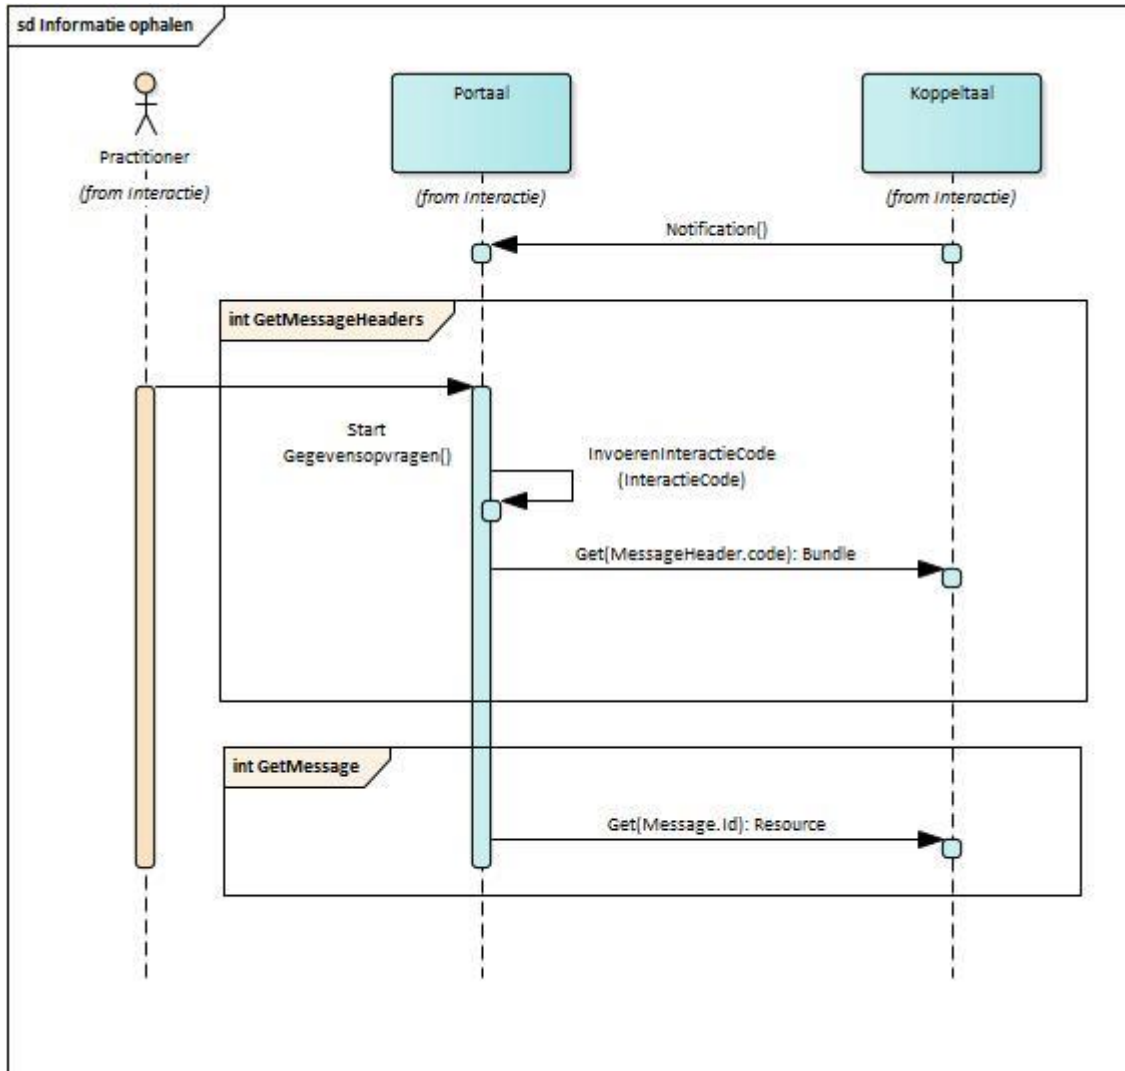 sd Informatie ophalen
Portaal
Koppeltaal
Practitioner
(from Interactie)
(from Interactie)
(from Interactie)
Notification()
int GetMessageHeaders
Start
Gegevensopvragen()
InvoerenInteractieCode
(InteractieCode)
Get(MessageHeader.code): Bundle
int GetMessage
Get(Message.Id): Resource